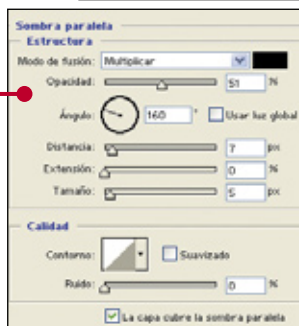 Sombra paralela
Estructura
Modo de fusión: Multiplicar
Opacidad: 51 %
Ángulo: 160 ° Usar luz global
Distancia: 7 px
Extensión: 0 %
Tamaño: 5 px
Calidad
Contorno: Suavizado
Ruido: 0 %
La capa cubre la sombra paralela